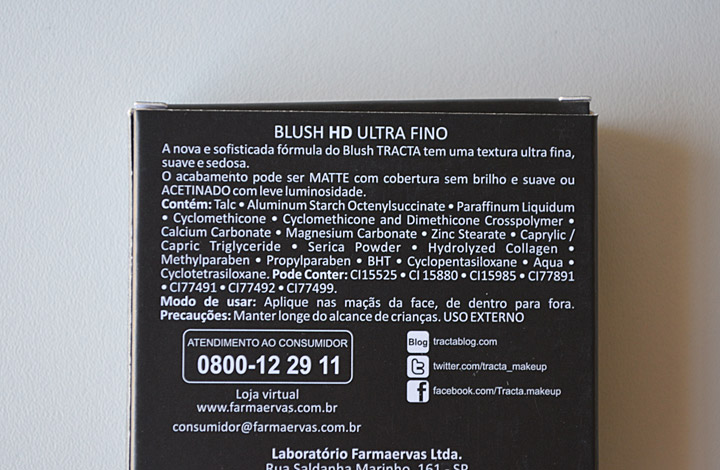 BLUSH HD ULTRA FINO
A nova e sofisticada fórmula do Blush TRACTA tem uma textura ultra fina,
suave e sedosa.
O acabamento pode ser MATTE com cobertura sem brilho e suave ou
ACETINADO com leve luminosidade.
Contém: Talc • Aluminum Starch Octenylsuccinate • Paraffinum Liquidum
• Cyclomethicone • Cyclomethicone and Dimethicone Crosspolymer •
Calcium Carbonate • Magnesium Carbonate • Zinc Stearate • Caprylic /
Capric Triglyceride • Serica Powder • Hydrolyzed Collagen •
Methylparaben • Propylparaben • BHT • Cyclopentasiloxane • Aqua •
Cyclotetrasiloxane. Pode Conter: CI15525 • CI 15880 • CI15985 • CI77891
• CI77491 • CI77492 • CI77499.
Modo de usar: Aplique nas maçãs da face, de dentro para fora.
Precauções: Manter longe do alcance de crianças. USO EXTERNO
ATENDIMENTO AO CONSUMIDOR
0800-12 29 11
Loja virtual
www.farmaervas.com.br
consumidor@farmaervas.com.br
Blog tractablog.com
t twitter.com/tracta_makeup
f facebook.com/Tracta.makeup
Laboratório Farmaervas Ltda.
Rua Saldanha Marinho, 161 - SP